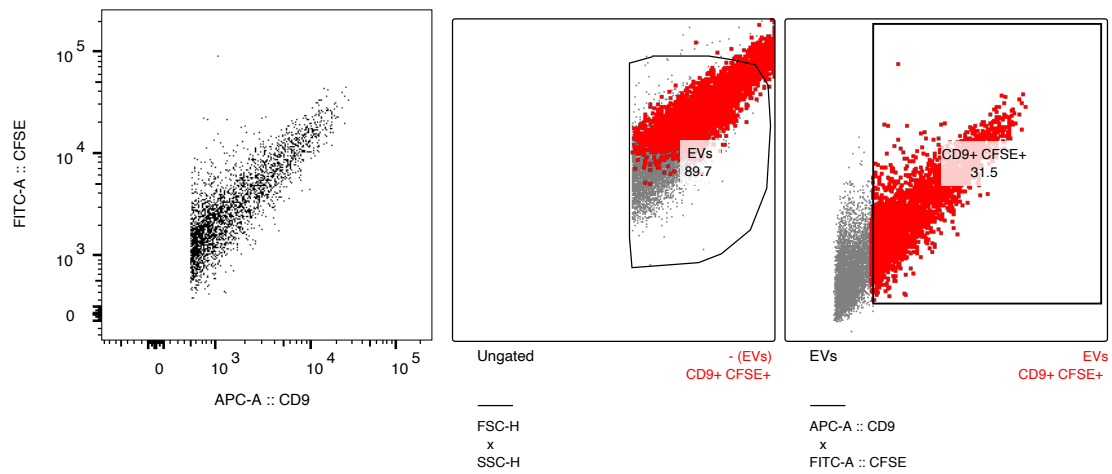 FITC-A :: CFSE
10^5
10^4
10^3
0
0
10^3
10^4
10^5
APC-A :: CD9
EVs
89.7
Ungated
- (EVs)
CD9+ CFSE+
FSC-H
x
SSC-H
CD9+ CFSE+
31.5
EVs
EVs
CD9+ CFSE+
APC-A :: CD9
x
FITC-A :: CFSE